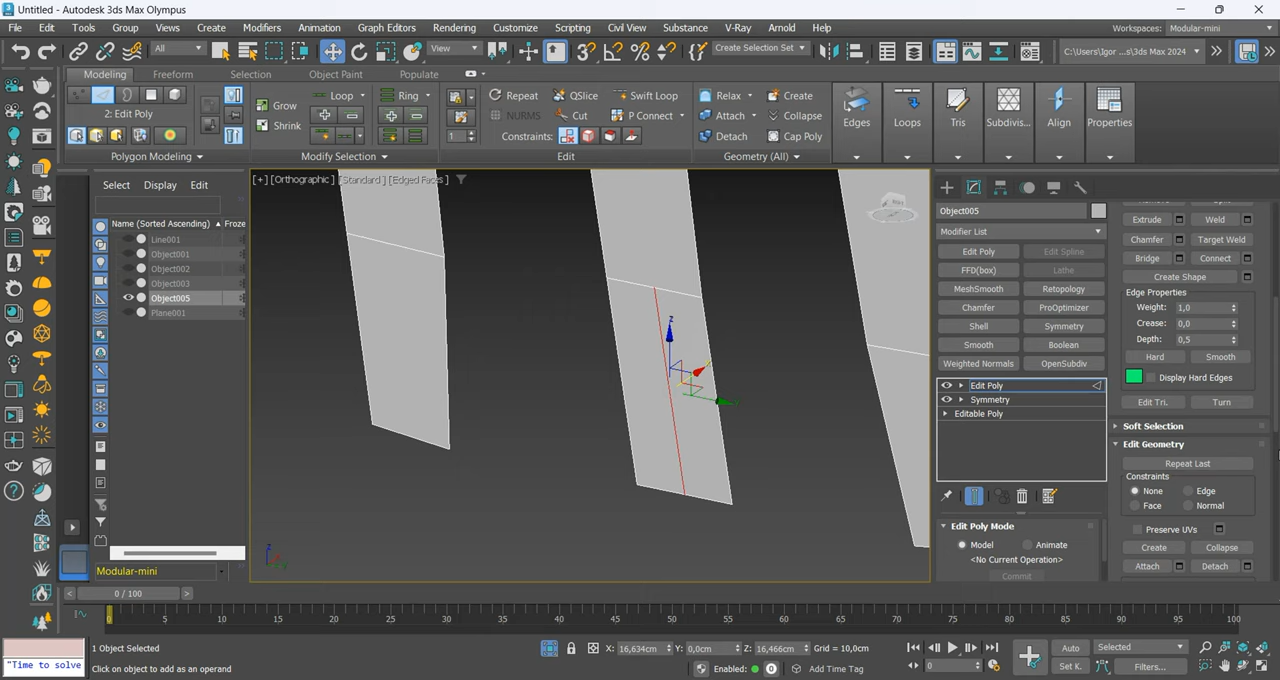 Untitled - Autodesk 3ds Max Olympus
File Edit Tools Group Views Create Modifiers Animation Graph Editors Rendering Customize Scripting Civil View Substance V-Ray Arnold Help
Workspaces: Modular-mini
All View Create Selection Set C:\Users\Igor ...s\3ds Max 2024
Modeling Freeform Selection Object Paint Populate
2: Edit Poly
Grow Shrink
Loop Ring
1
Repeat QSlice Swift Loop
NURMS Cut P Connect
Constraints:
Relax Create
Attach Collapse
Detach Cap Poly
Edges Loops Tris Subdivis... Align Properties
Polygon Modeling Modify Selection Edit Geometry (All)
Select Display Edit
Name (Sorted Ascending) Froze
Line001
Object001
Object002
Object003
Object005
Plane001
Modular-mini
[+] [Orthographic ] [Standard ] [Edged Faces ]
z
Object005
Modifier List
Edit Poly Edit Spline
FFD(box) Lathe
MeshSmooth Retopology
Chamfer ProOptimizer
Shell Symmetry
Smooth Boolean
Weighted Normals OpenSubdiv
Edit Poly
Symmetry
Editable Poly
Edit Poly Mode
Model Animate
<No Current Operation>
Commit
Extrude Weld
Chamfer Target Weld
Bridge Connect
Create Shape
Edge Properties
Weight: 1,0
Crease: 0,0
Depth: 0,5
Hard Smooth
Display Hard Edges
Edit Tri. Turn
Soft Selection
Edit Geometry
Repeat Last
Constraints
None Edge
Face Normal
Preserve UVs
Create Collapse
Attach Detach
0 / 100
0 5 10 15 20 25 30 35 40 45 50 55 60 65 70 75 80 85 90 95 100
1 Object Selected
X: 16,634cm Y: 0,0cm Z: 16,466cm Grid = 10,0cm
"Time to solve
Click on object to add as an operand
Enabled: Add Time Tag
0
Auto Selected
Set K. Filters...